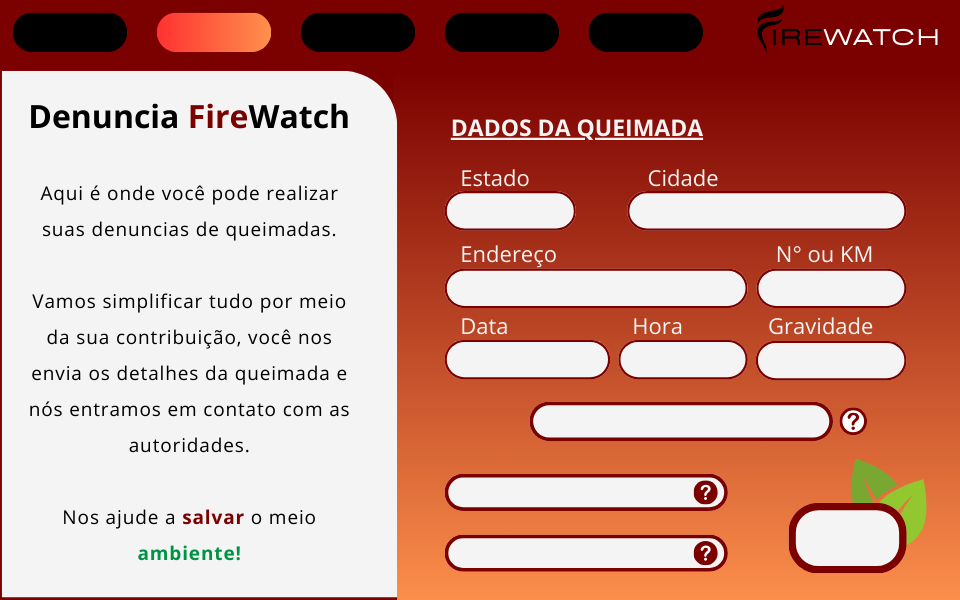 FIREWATCH
Denuncia FireWatch
Aqui é onde você pode realizar
suas denuncias de queimadas.
Vamos simplificar tudo por meio
da sua contribuição, você nos
envia os detalhes da queimada e
nós entramos em contato com as
autoridades.
Nos ajude a salvar o meio
ambiente!
DADOS DA QUEIMADA
Estado Cidade
Endereço N° ou KM
Data Hora Gravidade
?
?
?